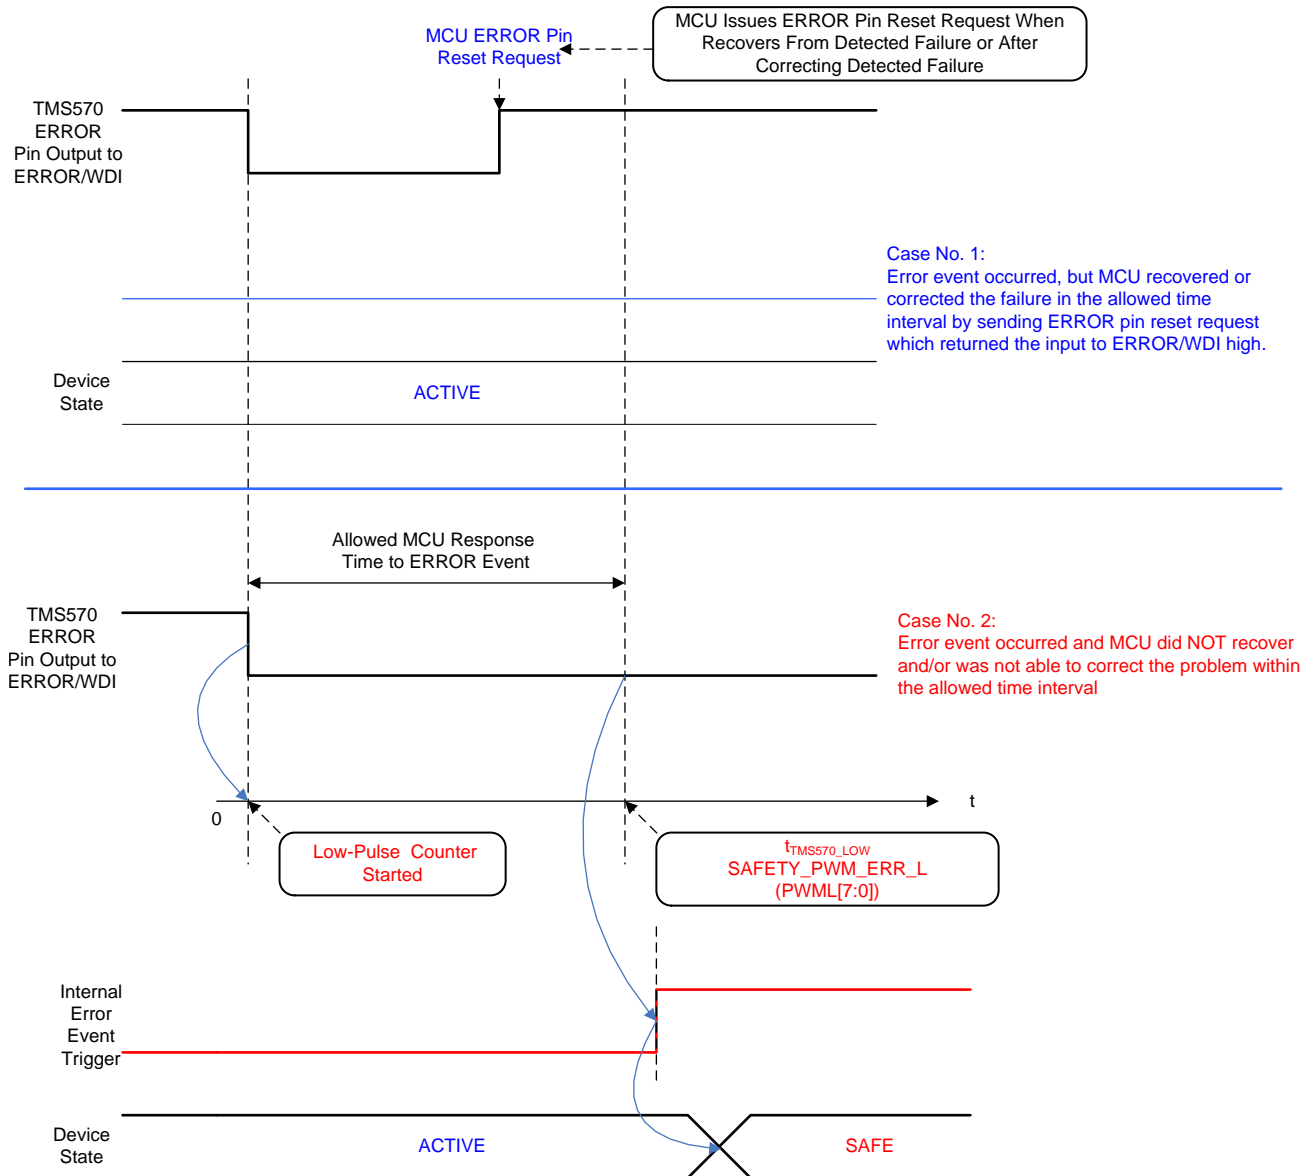 MCU ERROR Pin
Reset Request
MCU Issues ERROR Pin Reset Request When
Recovers From Detected Failure or After
Correcting Detected Failure
TMS570
ERROR
Pin Output to
ERROR/WDI
Case No. 1:
Error event occurred, but MCU recovered or
corrected the failure in the allowed time
interval by sending ERROR pin reset request
which returned the input to ERROR/WDI high.
Device
State
ACTIVE
Allowed MCU Response
Time to ERROR Event
TMS570
ERROR
Pin Output to
ERROR/WDI
Case No. 2:
Error event occurred and MCU did NOT recover
and/or was not able to correct the problem within
the allowed time interval
0
t
Low-Pulse Counter
Started
tTMS570_LOW
SAFETY_PWM_ERR_L
(PWML[7:0])
Internal
Error
Event
Trigger
Device
State
ACTIVE
SAFE